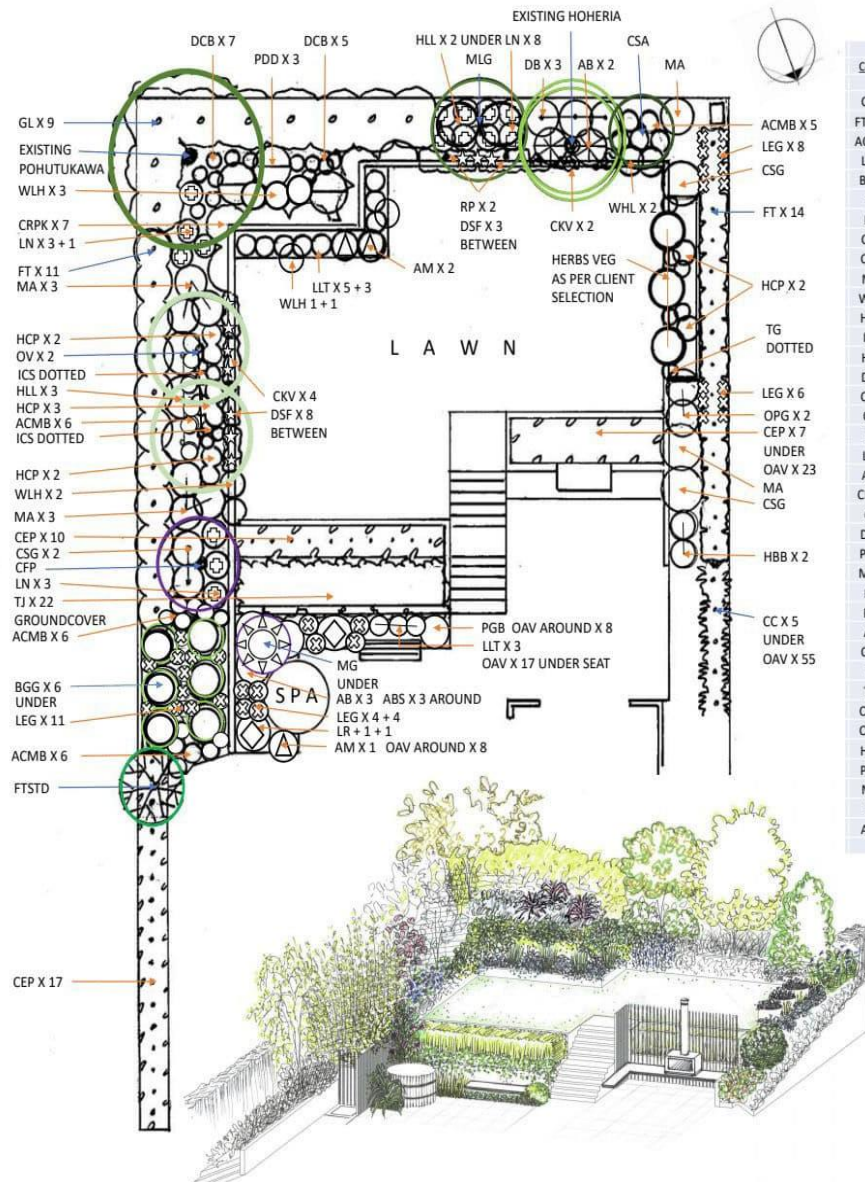 EXISTING HOHERIA
DCB X 7
DCB X 5
PDD X 3
HLL X 2 UNDER LN X 8
MLG
DB X 3
AB X 2
CSA
MA
GL X 9
EXISTING
POHUTUKAWA
WLH X 3
CRPK X 7
LN X 3 + 1
FT X 11
MA X 3
HCP X 2
OV X 2
ICS DOTTED
HLL X 3
HCP X 3
ACMB X 6
ICS DOTTED
HCP X 2
WLH X 2
MA X 3
CEP X 10
CSG X 2
CFP
LN X 3
TJ X 22
GROUNDCOVER
ACMB X 6
BGG X 6
UNDER
LEG X 11
ACMB X 6
FTSTD
CEP X 17
WLH 1 + 1
LLT X 5 + 3
AM X 2
RP X 2
DSF X 3
BETWEEN
CKV X 2
WHL X 2
HERBS VEG
AS PER CLIENT
SELECTION
L A W N
CKV X 4
DSF X 8
BETWEEN
ACMB X 5
LEG X 8
CSG
FT X 14
HCP X 2
TG
DOTTED
LEG X 6
OPG X 2
CEP X 7
UNDER
OAV X 23
MA
CSG
HBB X 2
CC X 5
UNDER
OAV X 55
PGB OAV AROUND X 8
LLT X 3
OAV X 17 UNDER SEAT
MG
UNDER
AB X 3 ABS X 3 AROUND
SPA
LEG X 4 + 4
LR + 1 + 1
AM X 1 OAV AROUND X 8